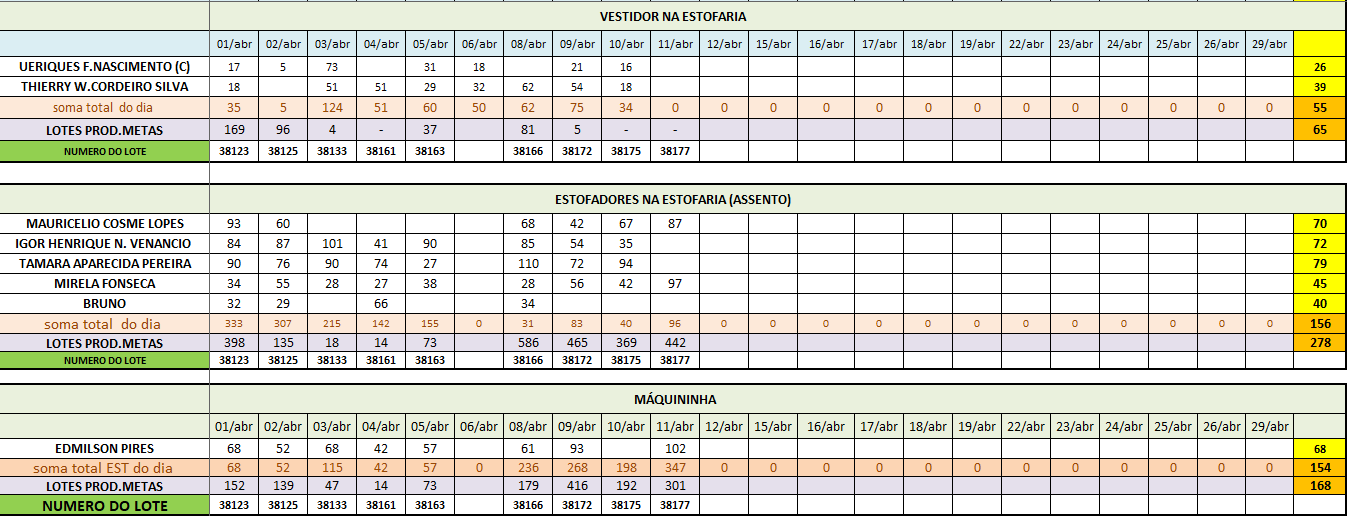 VESTIDOR NA ESTOFARIA
01/abr 02/abr 03/abr 04/abr 05/abr 06/abr 08/abr 09/abr 10/abr 11/abr 12/abr 15/abr 16/abr 17/abr 18/abr 19/abr 22/abr 23/abr 24/abr 25/abr 26/abr 29/abr
UERIQUES F.NASCIMENTO (C) 17 5 73 31 18 21 16 26
THIERRY W.CORDEIRO SILVA 18 51 51 29 32 62 54 18 39
soma total do dia 35 5 124 51 60 50 62 75 34 0 0 0 0 0 0 0 0 0 0 0 0 0 55
LOTES PROD.METAS 169 96 4 - 37 81 5 - - 65
NUMERO DO LOTE 38123 38125 38133 38161 38163 38166 38172 38175 38177
ESTOFADORES NA ESTOFARIA (ASSENTO)
MAURICELIO COSME LOPES 93 60 68 42 67 87 70
IGOR HENRIQUE N. VENANCIO 84 87 101 41 90 85 54 35 72
TAMARA APARECIDA PEREIRA 90 76 90 74 27 110 72 94 79
MIRELA FONSECA 34 55 28 27 38 28 56 42 97 45
BRUNO 32 29 66 34 40
soma total do dia 333 307 215 142 155 0 31 83 40 96 0 0 0 0 0 0 0 0 0 0 0 0 156
LOTES PROD.METAS 398 135 18 14 73 586 465 369 442 278
NUMERO DO LOTE 38123 38125 38133 38161 38163 38166 38172 38175 38177
MÁQUININHA
01/abr 02/abr 03/abr 04/abr 05/abr 06/abr 08/abr 09/abr 10/abr 11/abr 12/abr 15/abr 16/abr 17/abr 18/abr 19/abr 22/abr 23/abr 24/abr 25/abr 26/abr 29/abr
EDMILSON PIRES 68 52 68 42 57 61 93 102 68
soma total EST do dia 68 52 115 42 57 0 236 268 198 347 0 0 0 0 0 0 0 0 0 0 0 0 154
LOTES PROD.METAS 152 139 47 14 73 179 416 192 301 168
NUMERO DO LOTE 38123 38125 38133 38161 38163 38166 38172 38175 38177